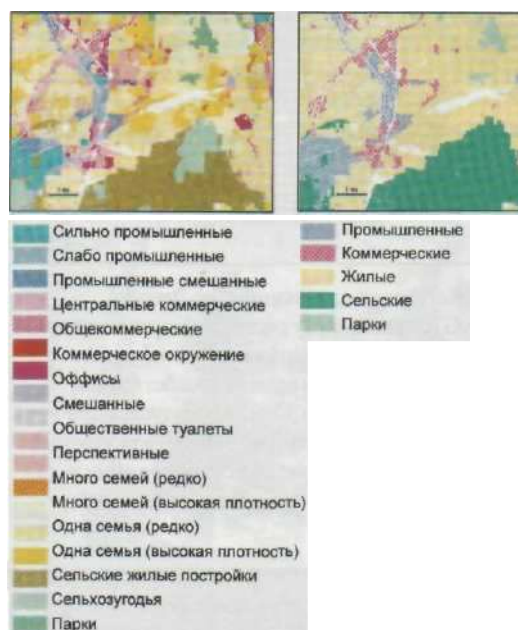 Сильно промышленные
Слабо промышленные
Промышленные смешанные
Центральные коммерческие
Общекоммерческие
Коммерческое окружение
Оффисы
Смешанные
Общественные туалеты
Перспективные
Много семей (редко)
Много семей (высокая плотность)
Одна семья (редко)
Одна семья (высокая плотность)
Сельские жилые постройки
Сельхозугодья
Парки
Промышленные
Коммерческие
Жилые
Сельские
Парки